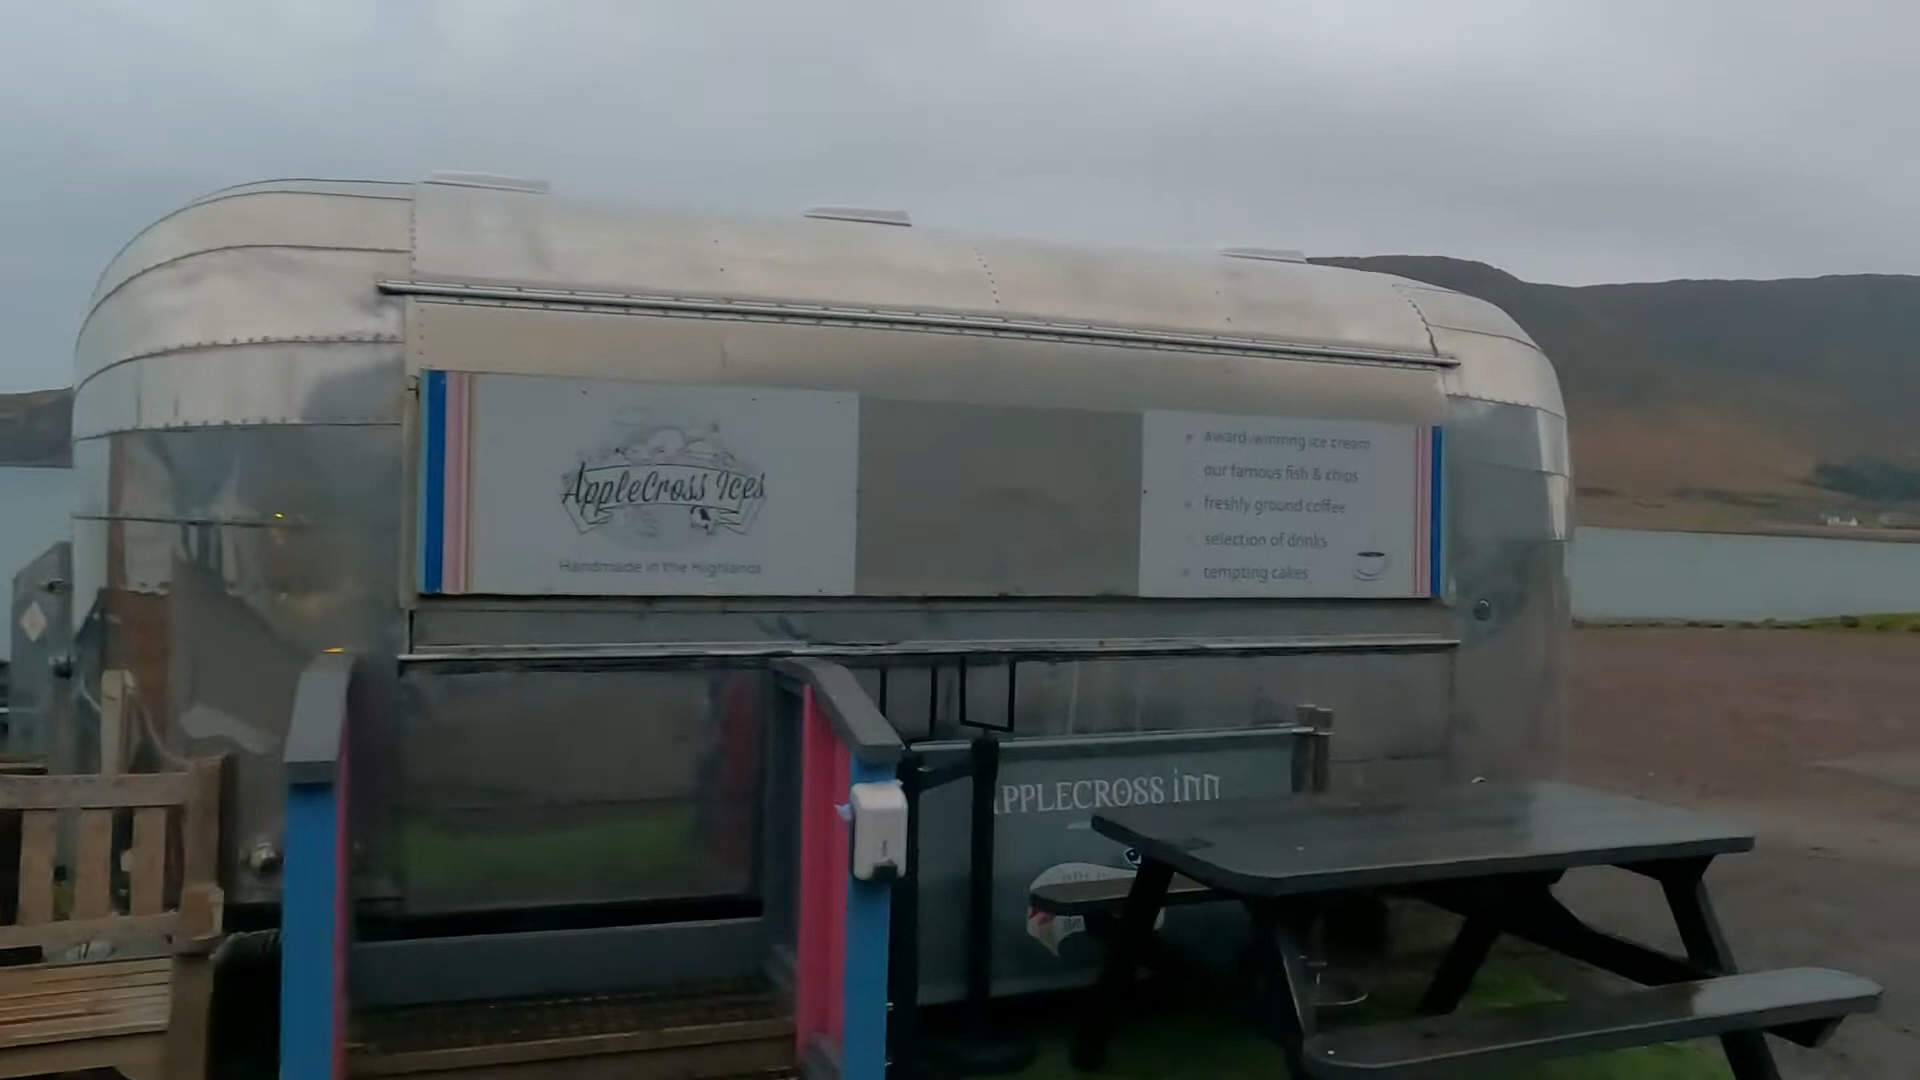 AppleCross Ices
Handmade in the Highlands
award-winning ice cream
our famous fish & chips
freshly ground coffee
selection of drinks
tempting cakes
APPLECROSS inn